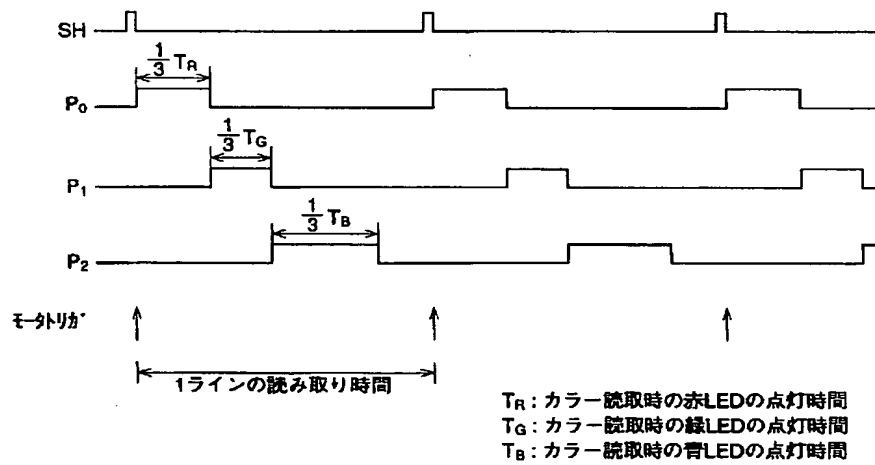 SH
1/3 TR
P0
1/3 TG
P1
1/3 TB
P2
ﾓｰﾀﾄﾘｶﾞ
1ラインの読み取り時間
TR : カラー読取時の赤LEDの点灯時間
TG : カラー読取時の緑LEDの点灯時間
TB : カラー読取時の青LEDの点灯時間